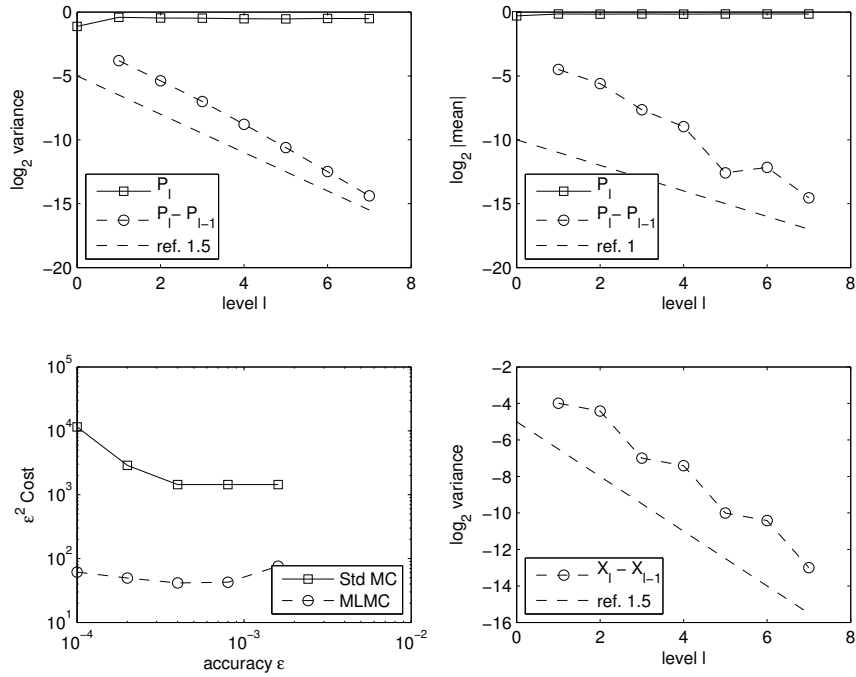 0
−5
−10
−15
−20
log₂ variance
0 2 4 6 8
level l
P_l
P_l − P_{l−1}
ref. 1.5
0
−5
−10
−15
−20
log₂ |mean|
0 2 4 6 8
level l
P_l
P_l − P_{l−1}
ref. 1
10⁵
10⁴
10³
10²
10¹
ε² Cost
10⁻⁴ 10⁻³ 10⁻²
accuracy ε
Std MC
MLMC
−2
−4
−6
−8
−10
−12
−14
−16
log₂ variance
0 2 4 6 8
level l
X_l − X_{l−1}
ref. 1.5